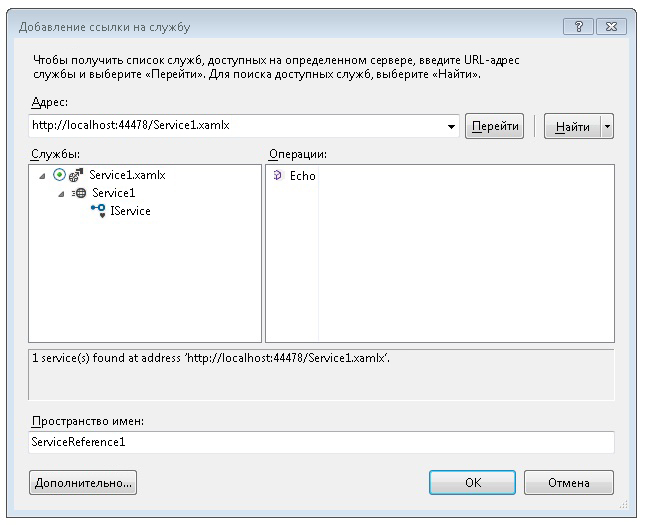 Добавление ссылки на службу
Чтобы получить список служб, доступных на определенном сервере, введите URL-адрес
службы и выберите «Перейти». Для поиска доступных служб, выберите «Найти».
Адрес:
http://localhost:44478/Service1.xamlx
Перейти
Найти
Службы:
Операции:
Service1.xamlx
Echo
Service1
IService
1 service(s) found at address 'http://localhost:44478/Service1.xamlx'.
Пространство имен:
ServiceReference1
Дополнительно...
OK
Отмена